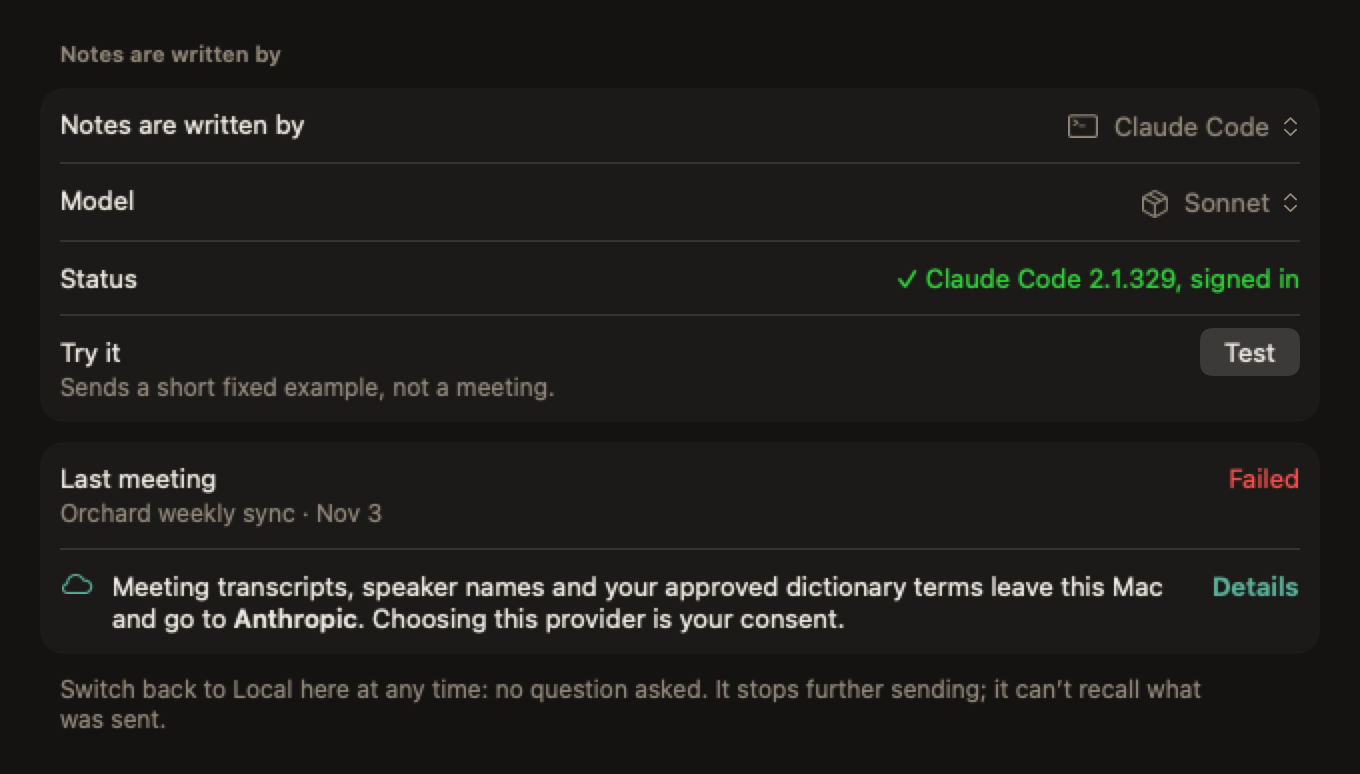 Notes are written by
Notes are written by
Claude Code
Model
Sonnet
Status
✓ Claude Code 2.1.329, signed in
Try it
Test
Sends a short fixed example, not a meeting.
Last meeting
Failed
Orchard weekly sync · Nov 3
Meeting transcripts, speaker names and your approved dictionary terms leave this Mac
Details
and go to Anthropic. Choosing this provider is your consent.
Switch back to Local here at any time: no question asked. It stops further sending; it can’t recall what
was sent.